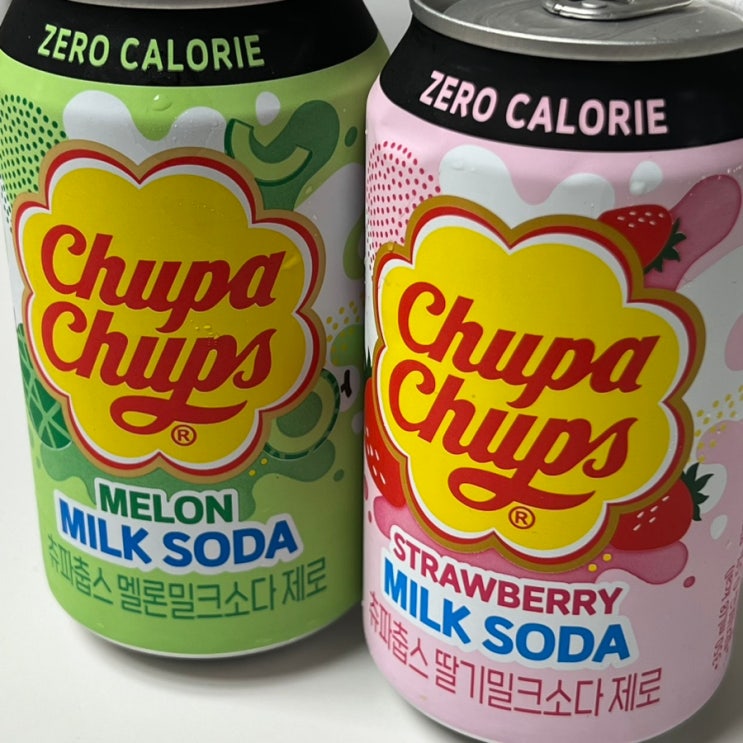 ZERO CALORIE
Chupa
Chups
®
MELON
MILK SODA
츄파춥스 멜론밀크소다 제로
ZERO CALORIE
Chupa
Chups
®
STRAWBERRY
MILK SODA
츄파춥스 딸기밀크소다 제로